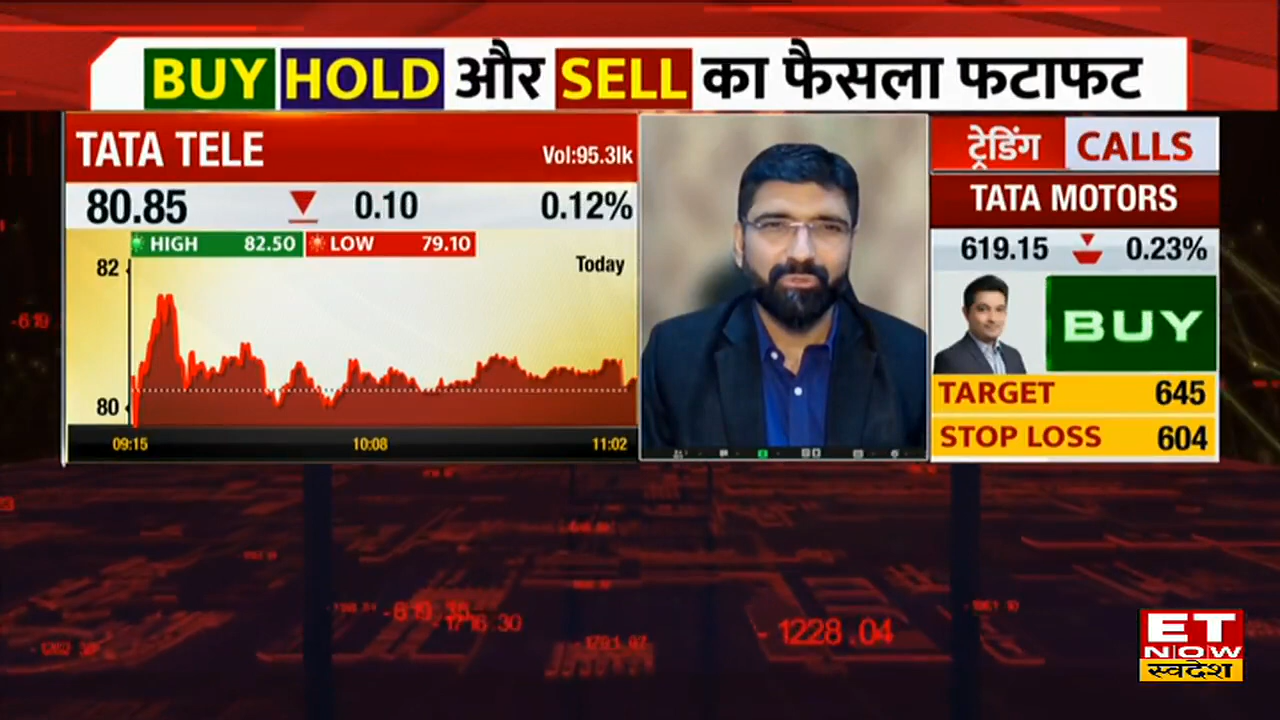 BUY HOLD और SELL का फैसला फटाफट
TATA TELE
Vol:95.3lk
80.85 0.10 0.12%
HIGH 82.50 LOW 79.10
Today
82
80
09:15 10:08 11:02
ट्रेडिंग CALLS
TATA MOTORS
619.15 0.23%
BUY
TARGET 645
STOP LOSS 604
-619
-1228.04
ET
NOW
स्वदेश